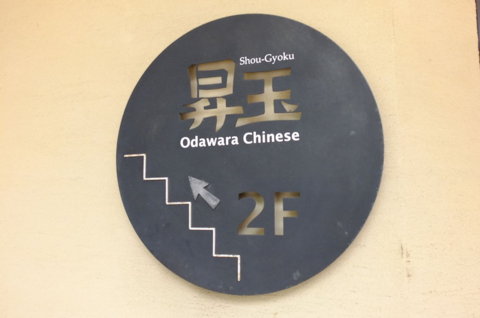 Shou-Gyoku
昇玉
Odawara Chinese
2F